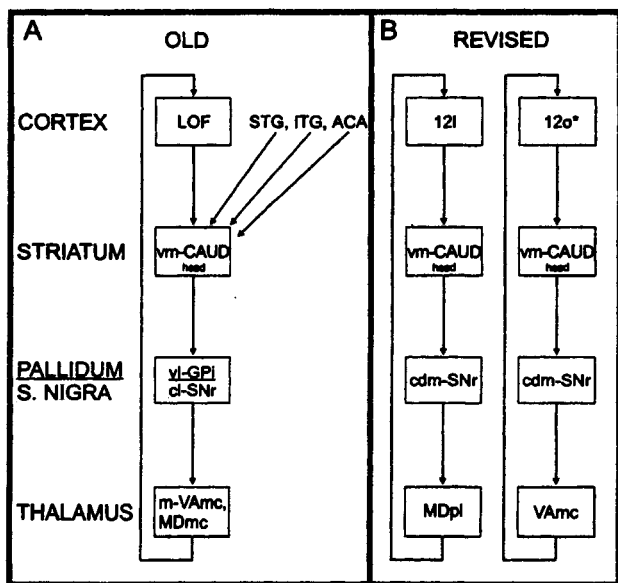 A OLD
CORTEX
LOF
STG, ITG, ACA
STRIATUM
vm-CAUD
head
PALLIDUM
S. NIGRA
vl-GPi
cl-SNr
THALAMUS
m-VAmc,
MDmc
B REVISED
12l 12o*
vm-CAUD vm-CAUD
head head
cdm-SNr cdm-SNr
MDpl VAmc